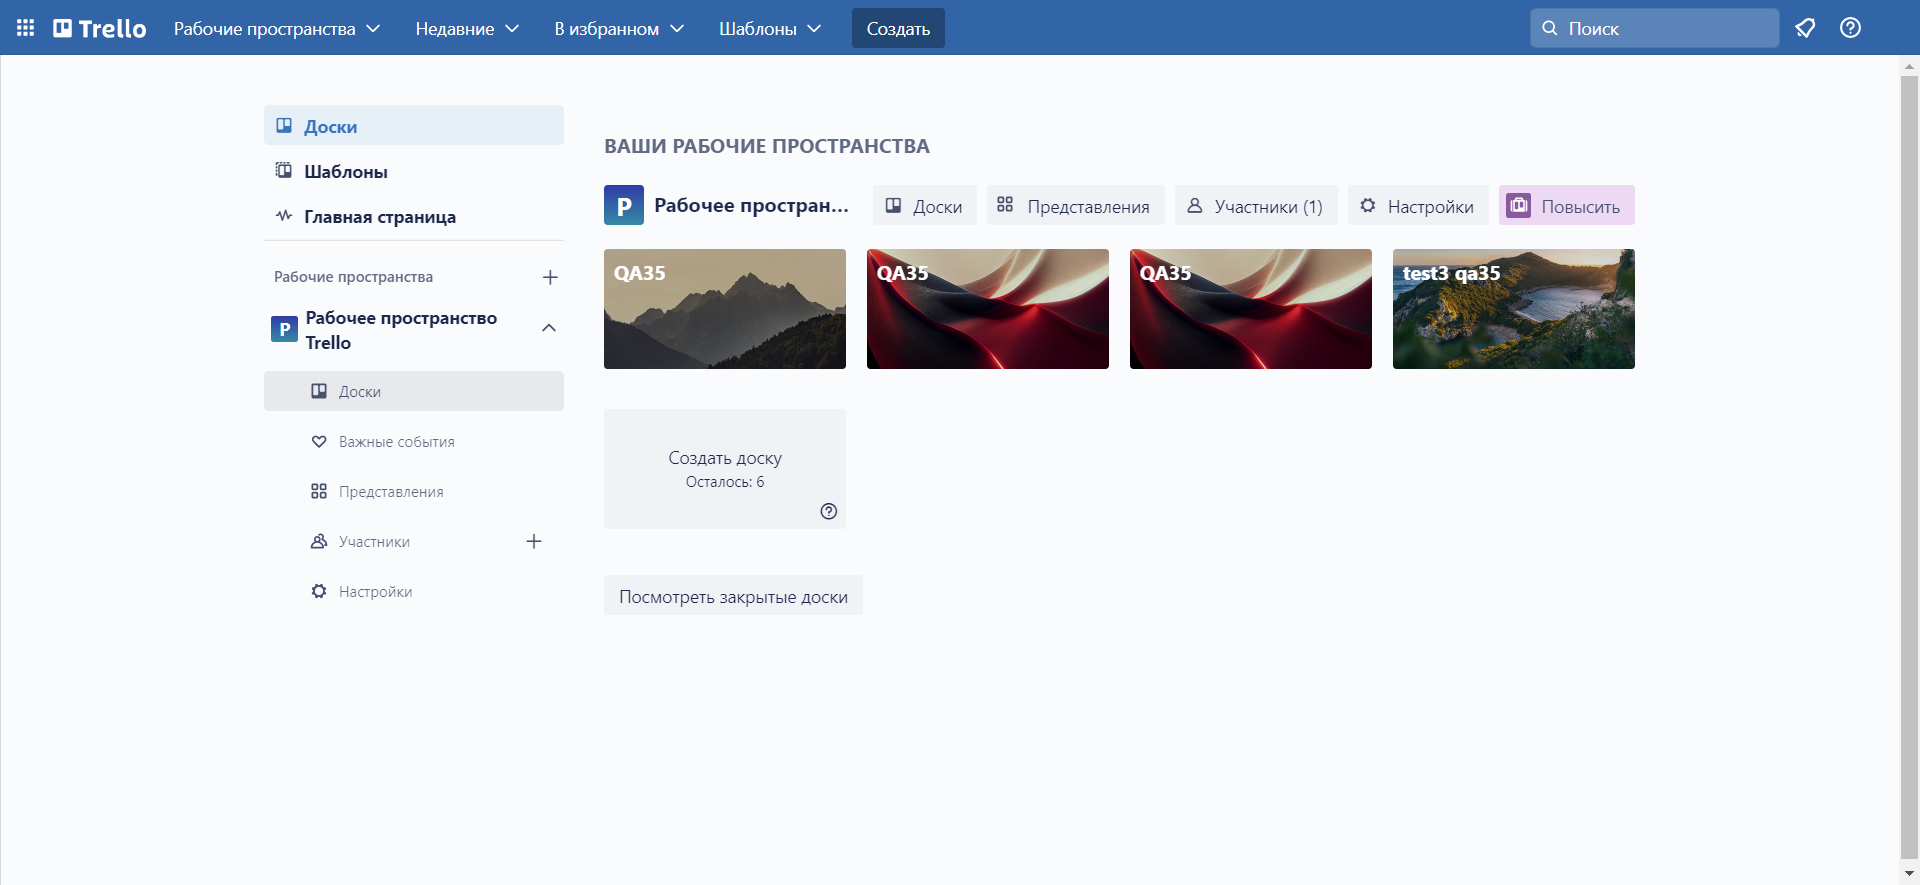 Trello
Рабочие пространства
Недавние
В избранном
Шаблоны
Создать
Поиск
Доски
Шаблоны
Главная страница
Рабочие пространства
P
Рабочее пространство
Trello
Доски
Важные события
Представления
Участники
Настройки
ВАШИ РАБОЧИЕ ПРОСТРАНСТВА
P
Рабочее простран...
Доски
Представления
Участники (1)
Настройки
Повысить
QA35
QA35
QA35
test3 qa35
Создать доску
Осталось: 6
Посмотреть закрытые доски